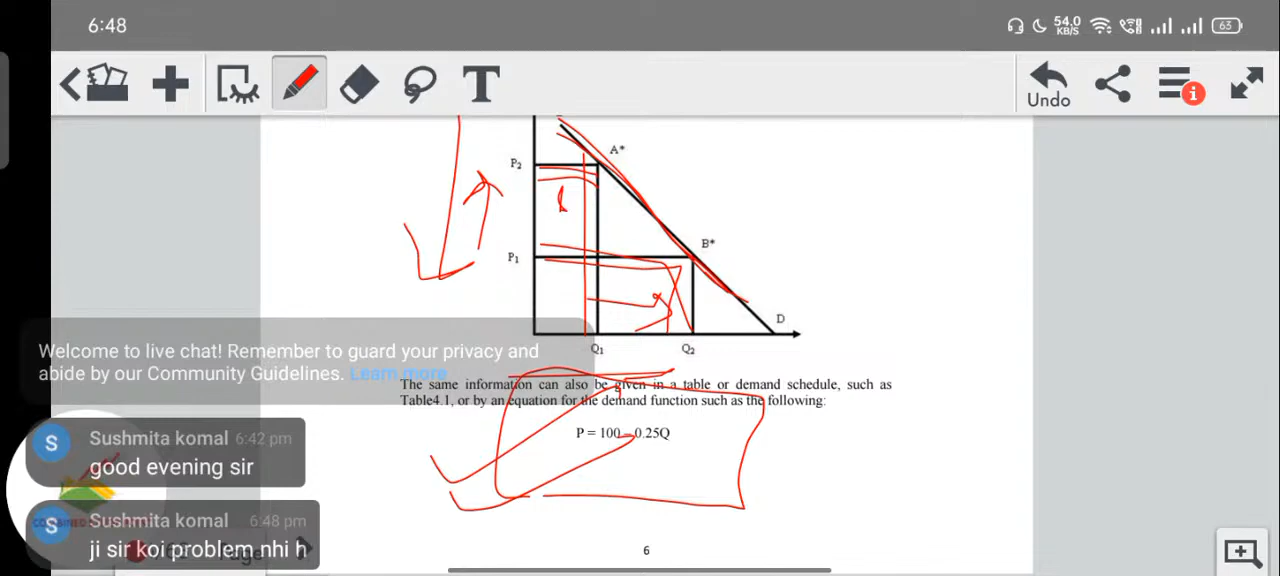 6:48
54.0
KB/S
63
T
Undo
i
P2
A*
P1
B*
D
Q1
Q2
Welcome to live chat! Remember to guard your privacy and
abide by our Community Guidelines. Learn more
The same information can also be given in a table or demand schedule, such as
Table4.1, or by an equation for the demand function such as the following:
P = 100 – 0.25Q
S
Sushmita komal 6:42 pm
good evening sir
S
Sushmita komal 6:48 pm
ji sir koi problem nhi h
Page
6